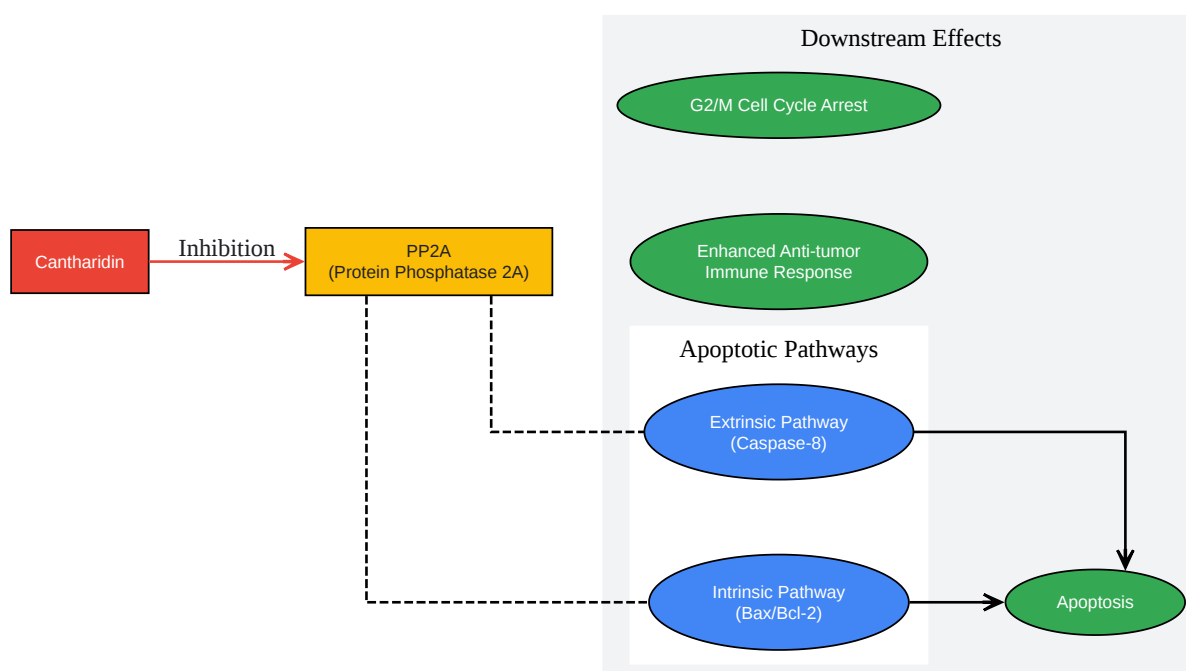 Downstream Effects
G2/M Cell Cycle Arrest
Cantharidin
Inhibition
PP2A
(Protein Phosphatase 2A)
Enhanced Anti-tumor
Immune Response
Apoptotic Pathways
Extrinsic Pathway
(Caspase-8)
Intrinsic Pathway
(Bax/Bcl-2)
Apoptosis